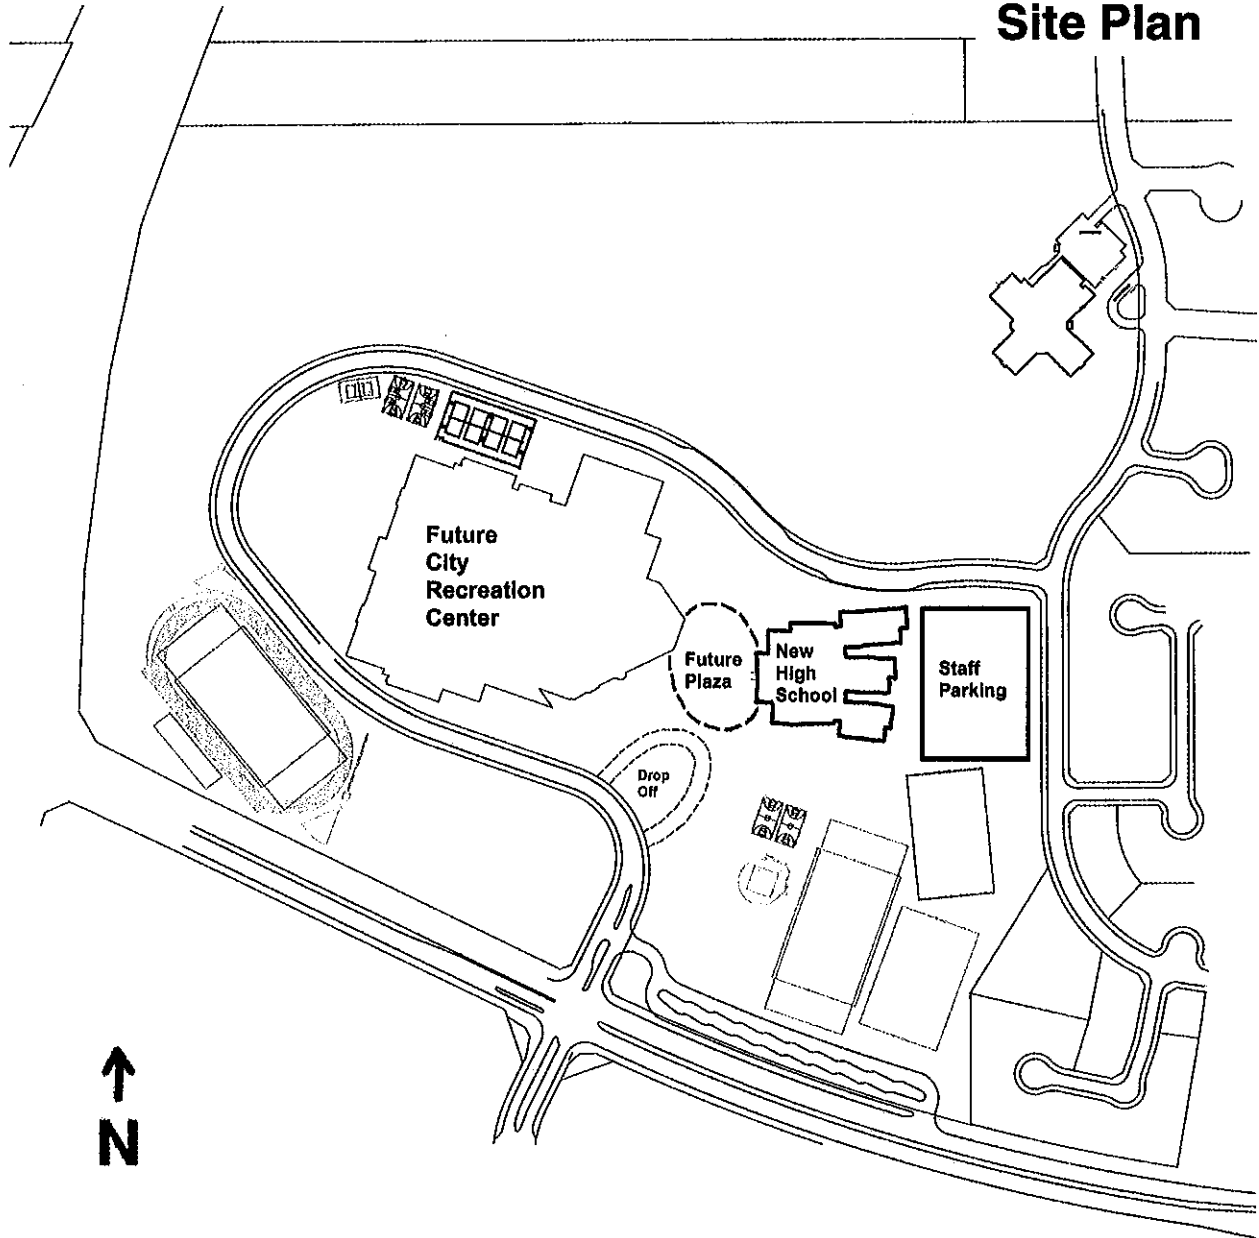 Site Plan
Future
City
Recreation
Center
Future
Plaza
New
High
School
Staff
Parking
Drop
Off
N